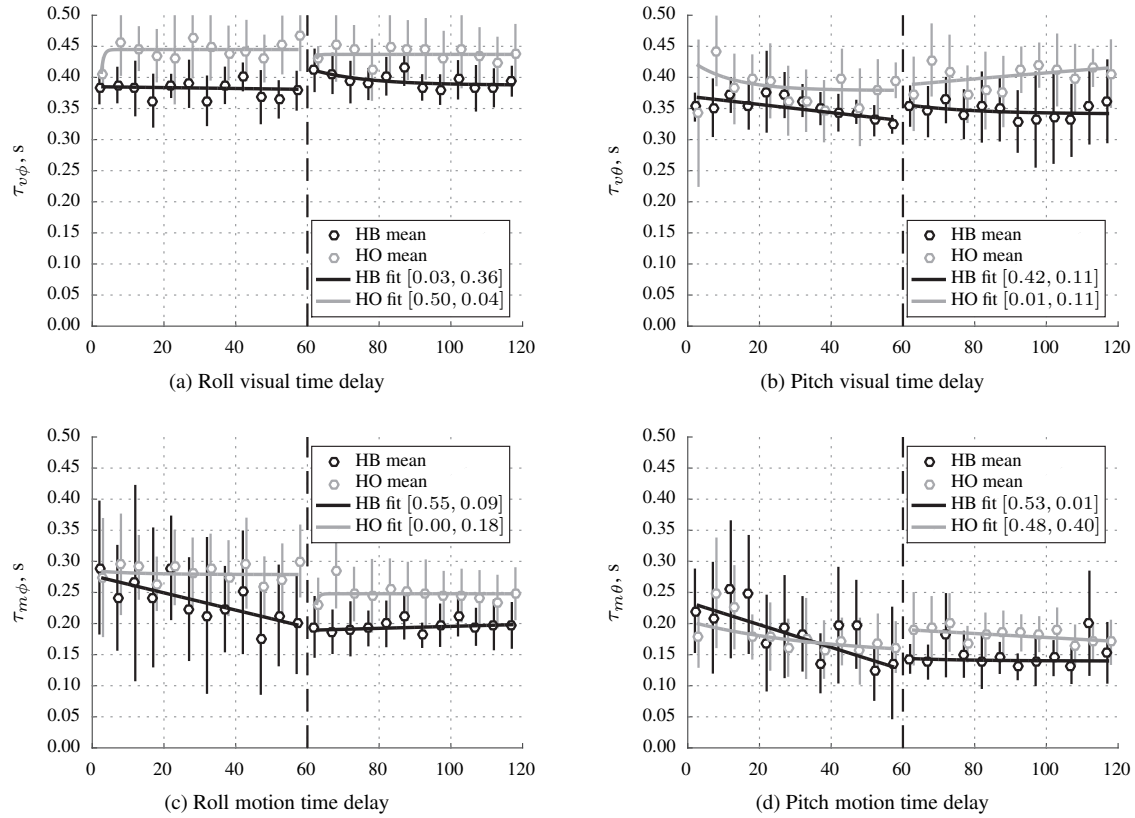 0.50
0.45
0.40
0.35
0.30
0.25
0.20
0.15
0.10
0.05
0.00
τvϕ, s
HB mean
HO mean
HB fit [0.03, 0.36]
HO fit [0.50, 0.04]
0 20 40 60 80 100 120
(a) Roll visual time delay
0.50
0.45
0.40
0.35
0.30
0.25
0.20
0.15
0.10
0.05
0.00
τvθ, s
HB mean
HO mean
HB fit [0.42, 0.11]
HO fit [0.01, 0.11]
0 20 40 60 80 100 120
(b) Pitch visual time delay
0.50
0.45
0.40
0.35
0.30
0.25
0.20
0.15
0.10
0.05
0.00
τmϕ, s
HB mean
HO mean
HB fit [0.55, 0.09]
HO fit [0.00, 0.18]
0 20 40 60 80 100 120
(c) Roll motion time delay
0.50
0.45
0.40
0.35
0.30
0.25
0.20
0.15
0.10
0.05
0.00
τmθ, s
HB mean
HO mean
HB fit [0.53, 0.01]
HO fit [0.48, 0.40]
0 20 40 60 80 100 120
(d) Pitch motion time delay